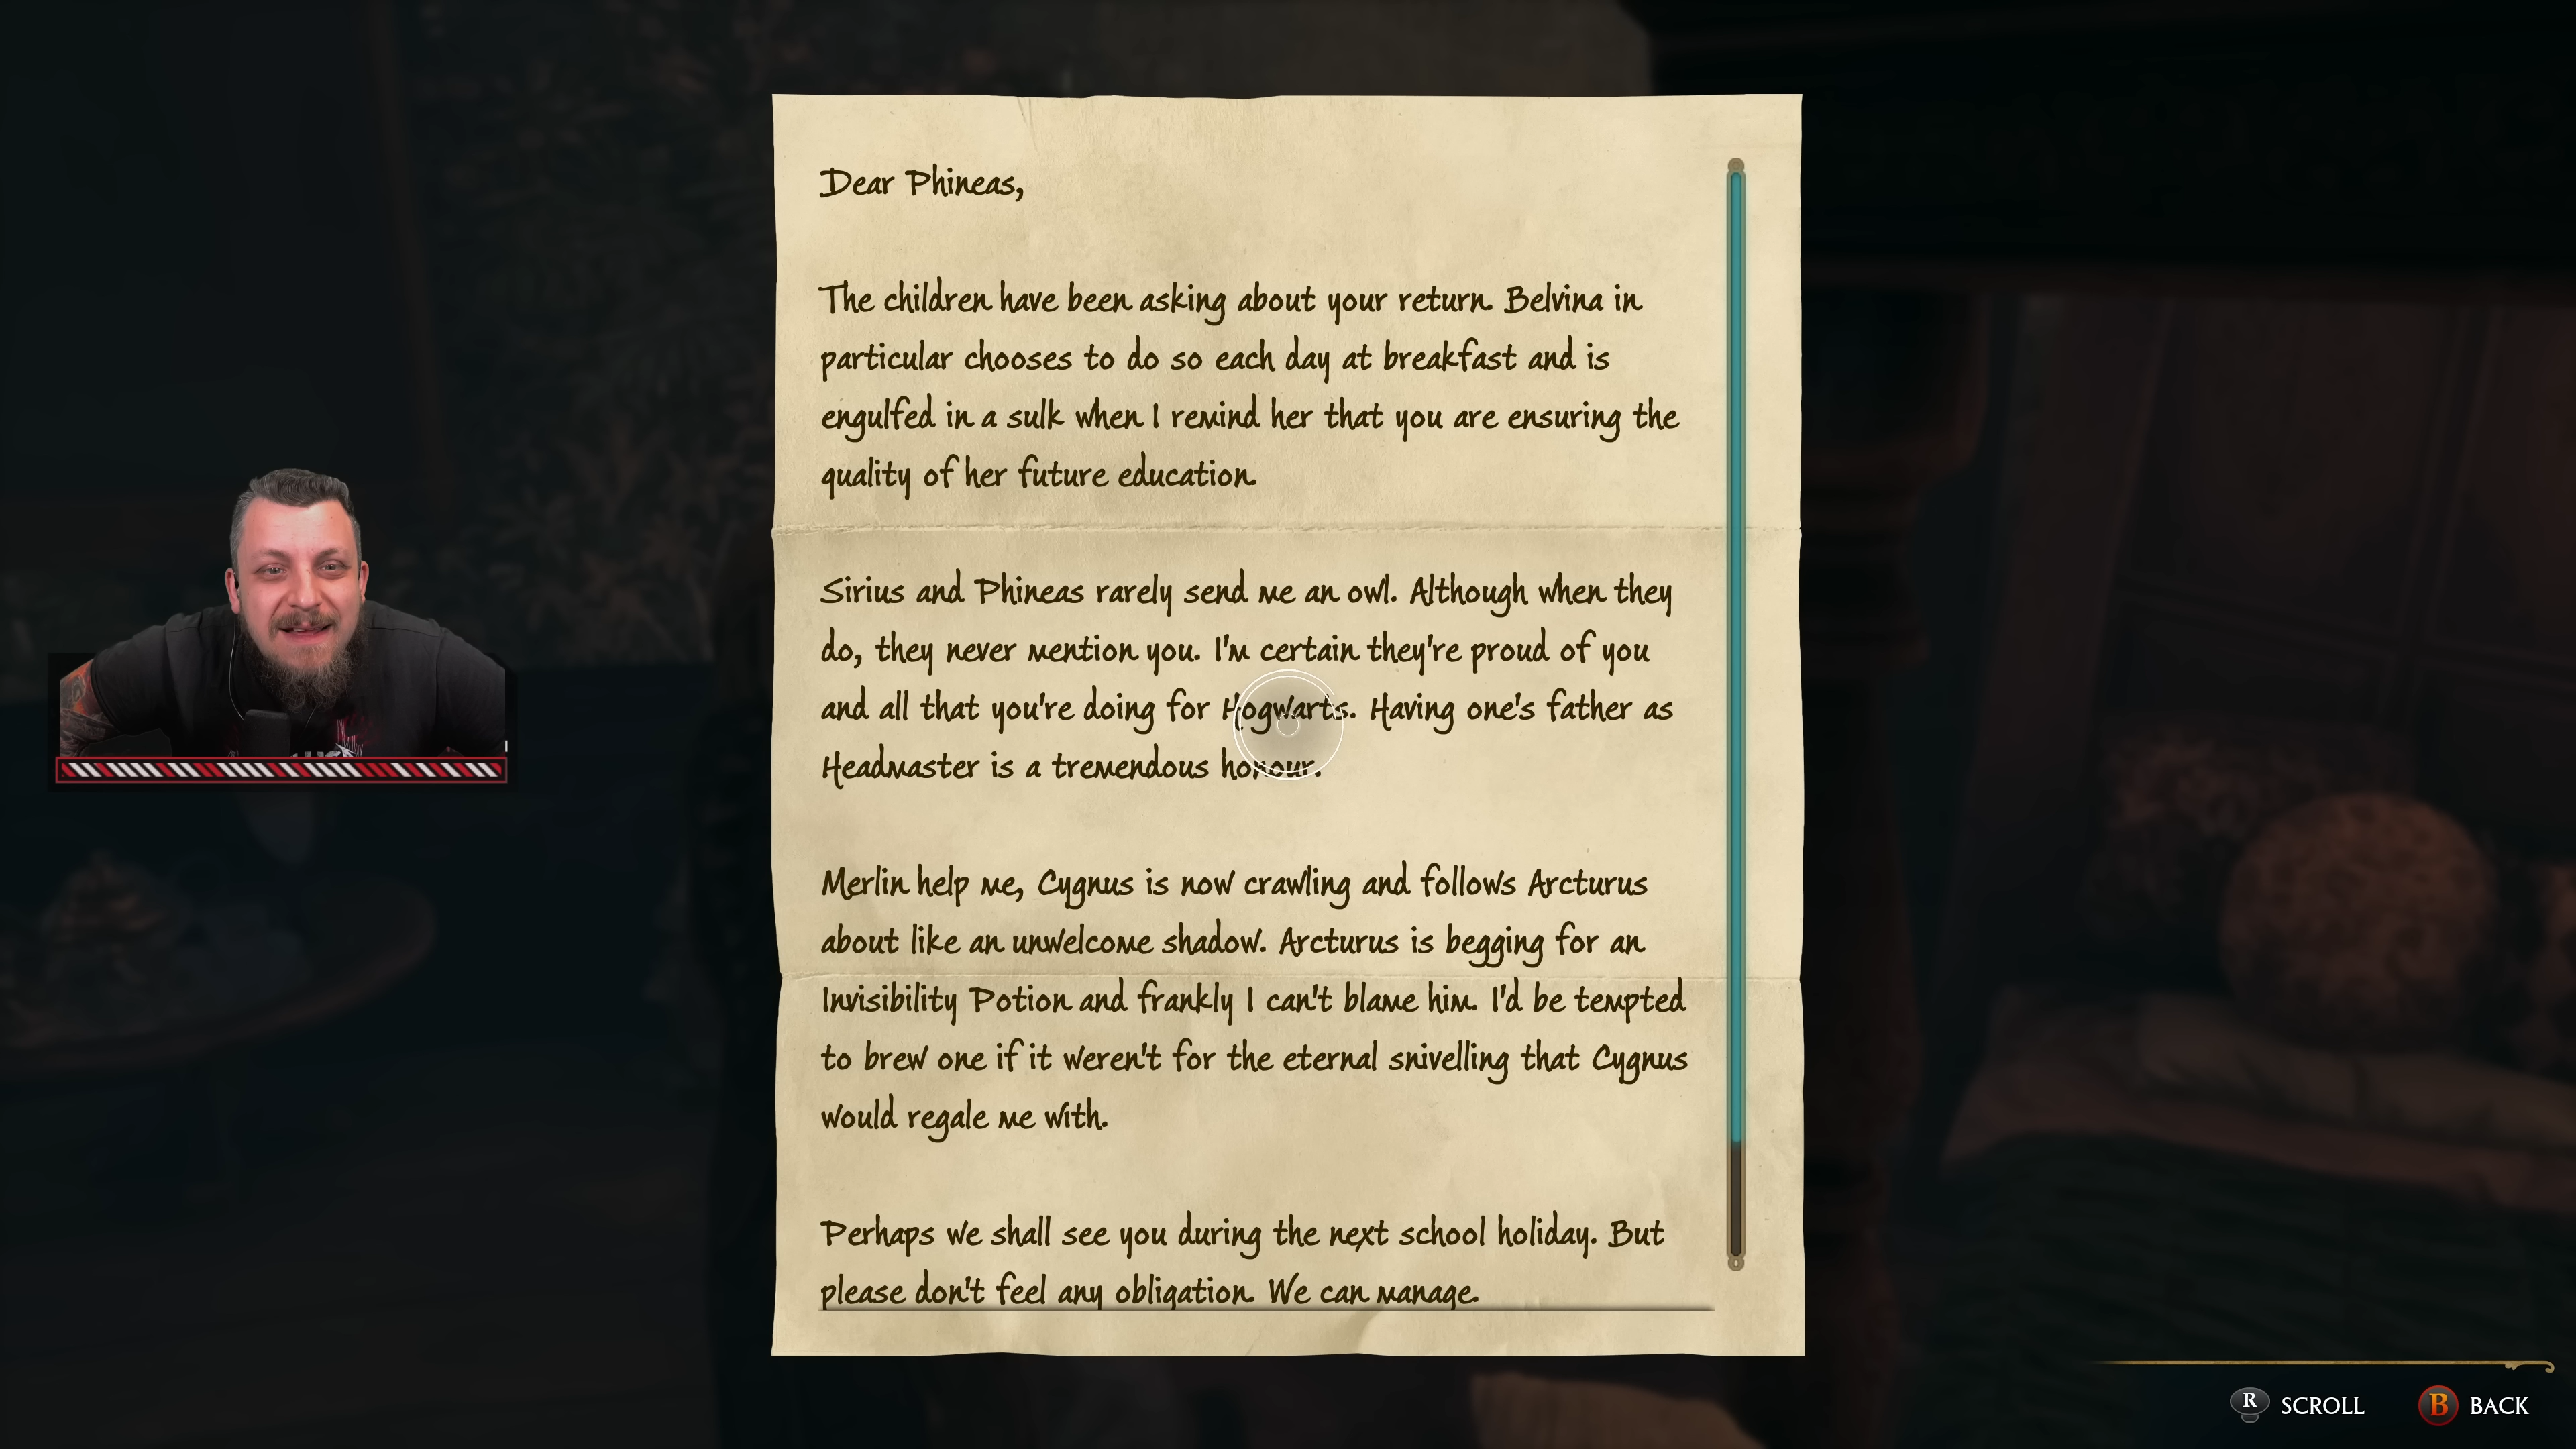 Dear Phineas,
The children have been asking about your return. Belvina in
particular chooses to do so each day at breakfast and is
engulfed in a sulk when I remind her that you are ensuring the
quality of her future education.
Sirius and Phineas rarely send me an owl. Although when they
do, they never mention you. I'm certain they're proud of you
and all that you're doing for Hogwarts. Having one's father as
Headmaster is a tremendous honour.
Merlin help me, Cygnus is now crawling and follows Arcturus
about like an unwelcome shadow. Arcturus is begging for an
Invisibility Potion and frankly I can't blame him. I'd be tempted
to brew one if it weren't for the eternal snivelling that Cygnus
would regale me with.
Perhaps we shall see you during the next school holiday. But
please don't feel any obligation. We can manage.
R SCROLL B BACK